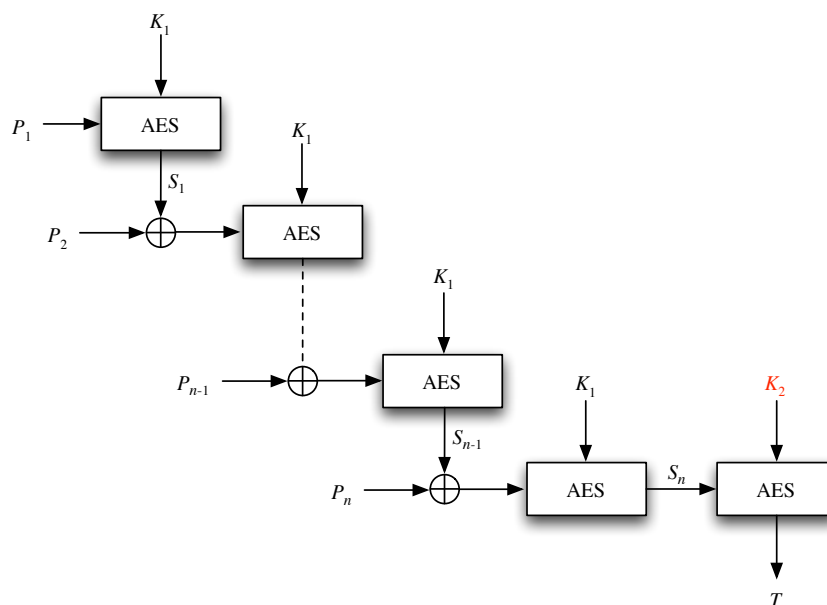 K₁
P₁ AES
S₁ K₁
P₂ AES
K₁
Pₙ₋₁ AES K₁ K₂
Sₙ₋₁
Pₙ AES Sₙ AES
T